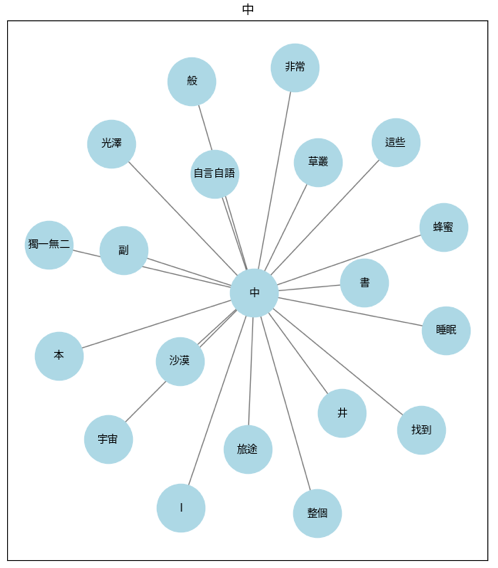 中
非常
般
光澤
這些
草叢
自言自語
蜂蜜
獨一無二
副
書
中
睡眠
本
沙漠
井
找到
宇宙
旅途
I
整個